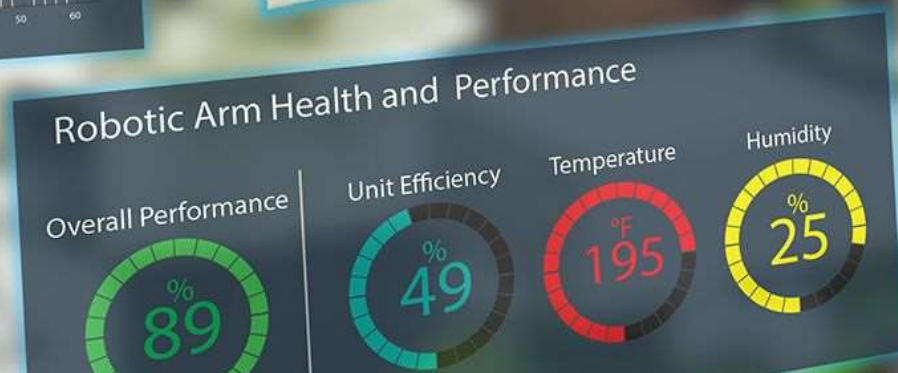 50 60
Robotic Arm Health and Performance
Overall Performance
%
89
Unit Efficiency
%
49
Temperature
°F
195
Humidity
%
25